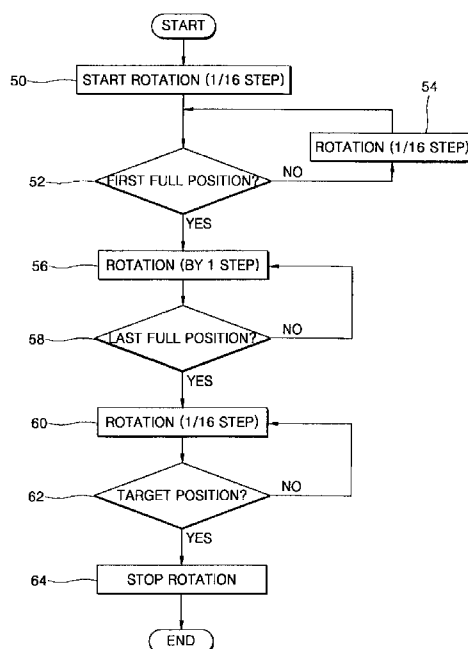 START
50
START ROTATION (1/16 STEP)
54
ROTATION (1/16 STEP)
52
FIRST FULL POSITION?
NO
YES
56
ROTATION (BY 1 STEP)
58
LAST FULL POSITION?
NO
YES
60
ROTATION (1/16 STEP)
62
TARGET POSITION?
NO
YES
64
STOP ROTATION
END